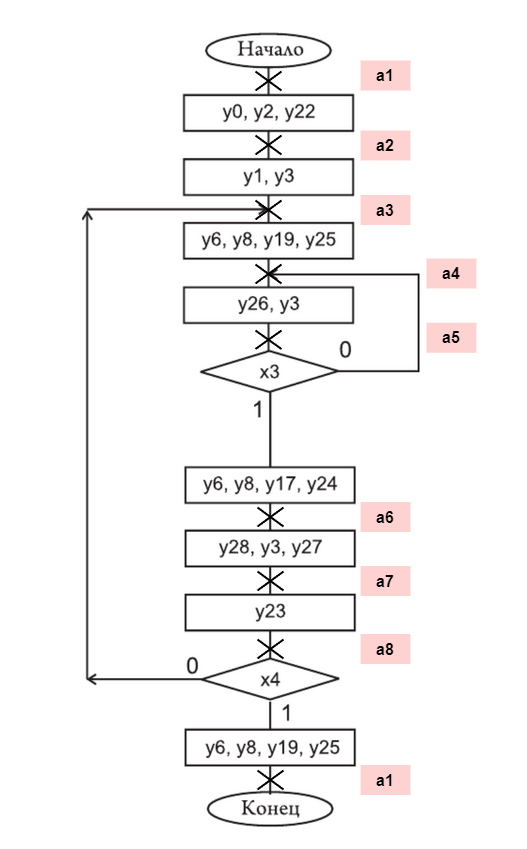 Начало
a1
y0, y2, y22
a2
y1, y3
a3
y6, y8, y19, y25
a4
y26, y3
a5
0
x3
1
y6, y8, y17, y24
a6
y28, y3, y27
a7
y23
a8
0
x4
1
y6, y8, y19, y25
a1
Конец